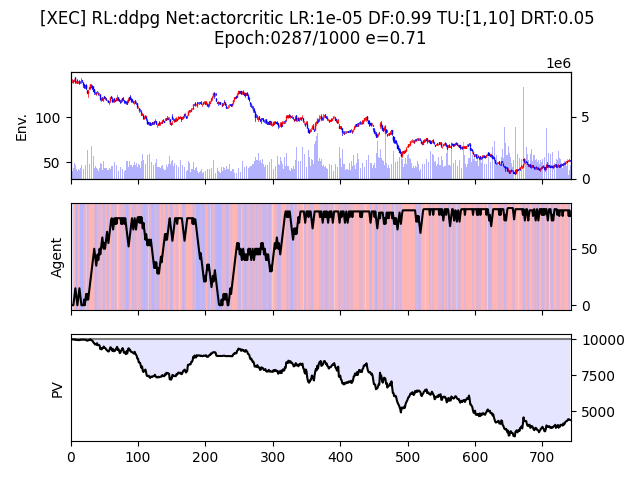 [XEC] RL:ddpg Net:actorcritic LR:1e-05 DF:0.99 TU:[1,10] DRT:0.05
Epoch:0287/1000 e=0.71
1e6
Env.
100
50
5
0
Agent
50
0
PV
10000
7500
5000
0 100 200 300 400 500 600 700